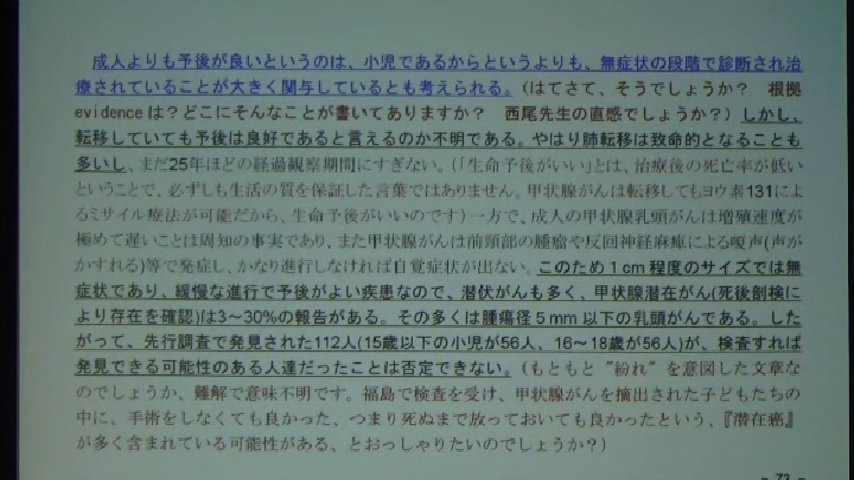 成人よりも予後が良いというのは、小児であるからというよりも、無症状の段階で診断され治
療されていることが大きく関与しているとも考えられる。(はてさて、そうでしょうか？ 根拠
evidenceは？どこにそんなことが書いてありますか？ 西尾先生の直感でしょうか？)しかし、
転移していても予後は良好であると言えるのか不明である。やはり肺転移は致命的となることも
多いし、まだ25年ほどの経過観察期間にすぎない。(「生命予後がいい」とは、治療後の死亡率が低い
ということで、必ずしも生活の質を保証した言葉ではありません。甲状腺がんは転移してもヨウ素131によ
るミサイル療法が可能だから、生命予後がいいのです)一方で、成人の甲状腺乳頭がんは増殖速度が
極めて遅いことは周知の事実であり、また甲状腺がんは前頸部の腫瘤や反回神経麻痺による嗄声(声が
かすれる)等で発症し、かなり進行しなければ自覚症状が出ない。このため1cm程度のサイズでは無
症状であり、緩慢な進行で予後がよい疾患なので、潜伏がんも多く、甲状腺潜在がん(死後剖検に
より存在を確認)は3〜30%の報告がある。その多くは腫瘍径5mm以下の乳頭がんである。した
がって、先行調査で発見された112人(15歳以下の小児が56人、16〜18歳が56人)が、検査すれば
発見できる可能性のある人達だったことは否定できない。(もともと“紛れ”を意図した文章な
のでしょうか、難解で意味不明です。福島で検査を受け、甲状腺がんを摘出された子どもたちの
中に、手術をしなくても良かった、つまり死ぬまで放っておいても良かったという、『潜在癌』
が多く含まれている可能性がある、とおっしゃりたいのでしょうか？)
- 73 -